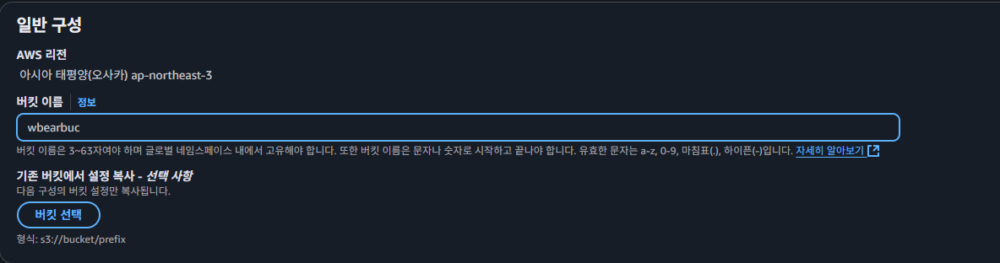 일반 구성
AWS 리전
아시아 태평양(오사카) ap-northeast-3
버킷 이름 정보
wbearbuc
버킷 이름은 3~63자여야 하며 글로벌 네임스페이스 내에서 고유해야 합니다. 또한 버킷 이름은 문자나 숫자로 시작하고 끝나야 합니다. 유효한 문자는 a-z, 0-9, 마침표(.), 하이픈(-)입니다. 자세히 알아보기
기존 버킷에서 설정 복사 - 선택 사항
다음 구성의 버킷 설정만 복사됩니다.
버킷 선택
형식: s3://bucket/prefix